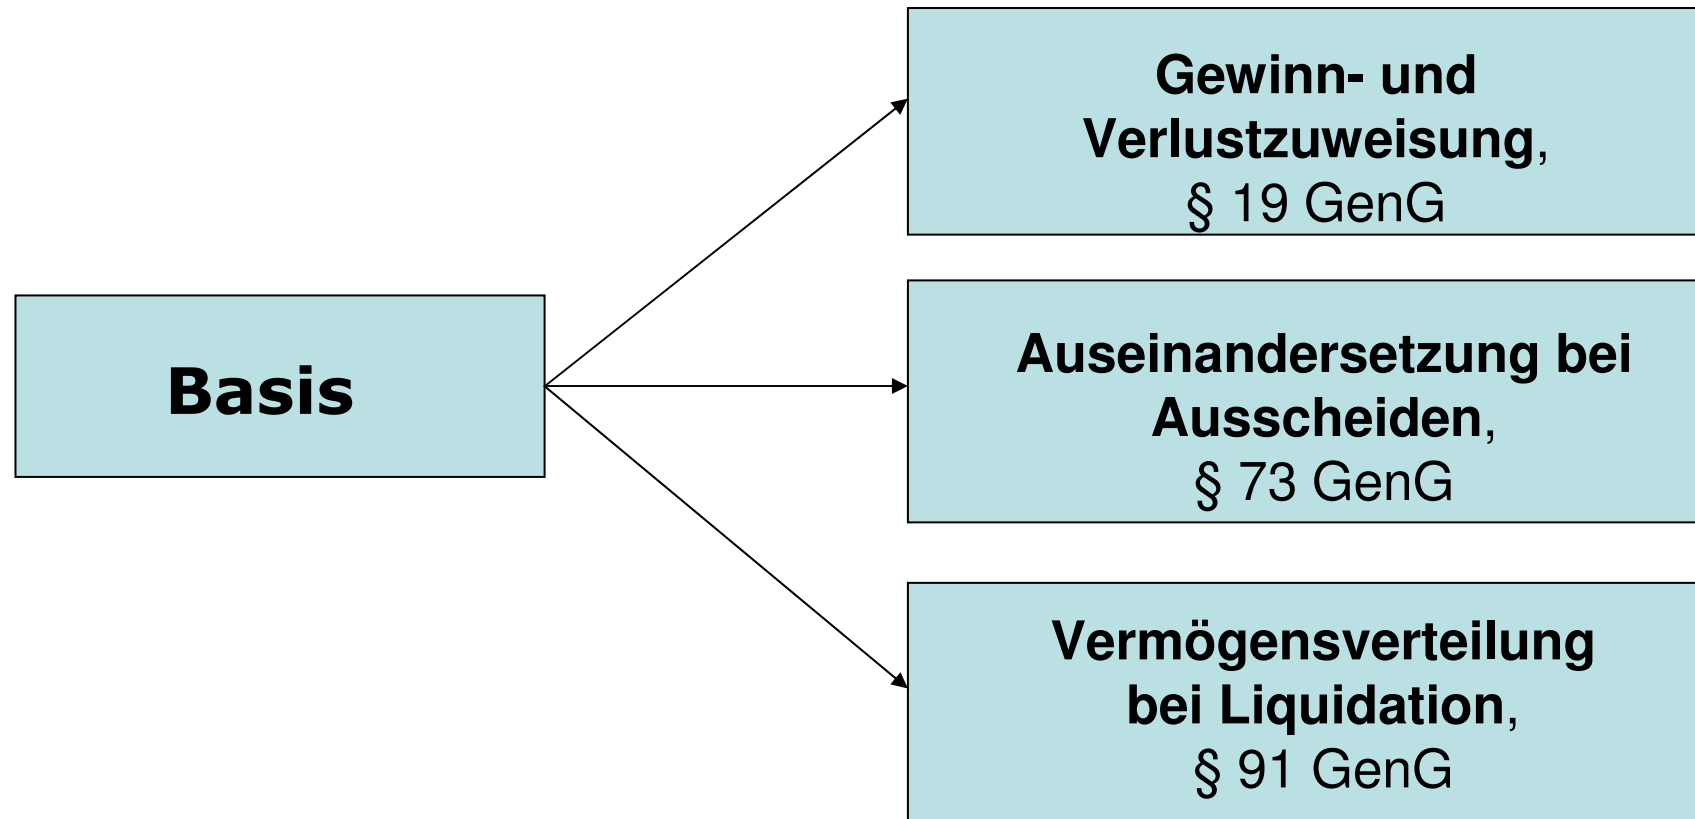 Basis
Gewinn- und
Verlustzuweisung,
§ 19 GenG
Auseinandersetzung bei
Ausscheiden,
§ 73 GenG
Vermögensverteilung
bei Liquidation,
§ 91 GenG